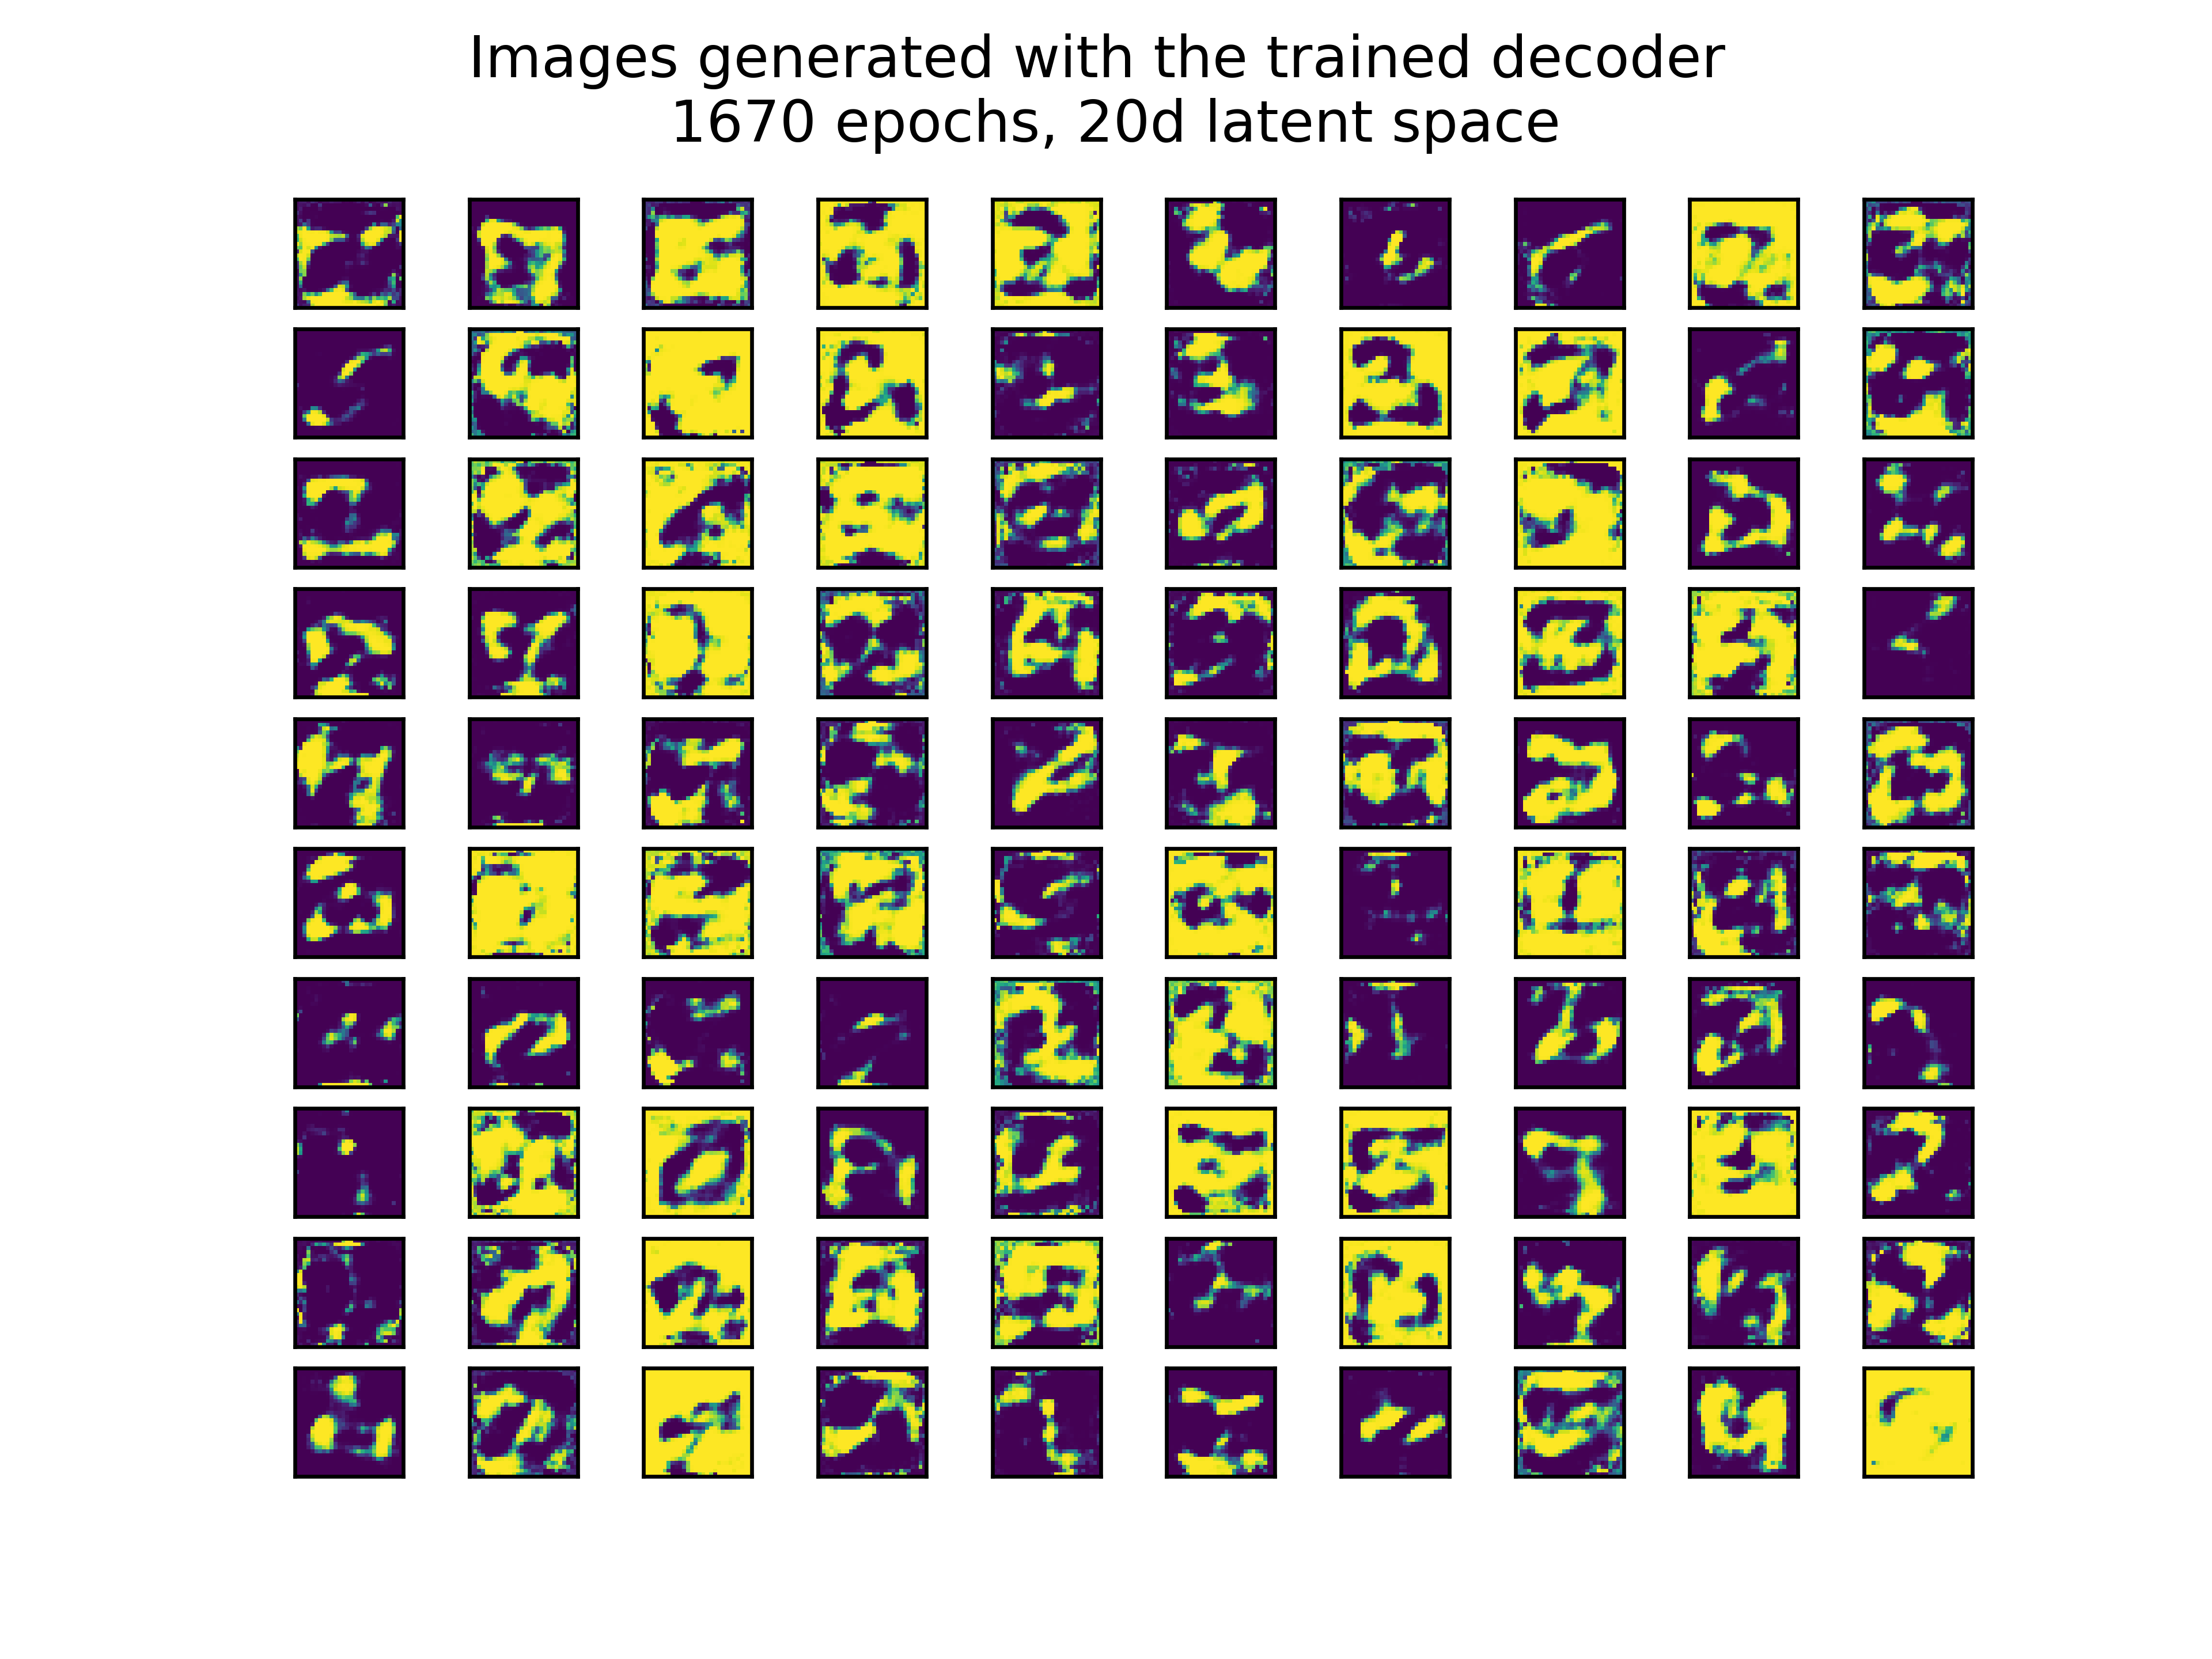 Images generated with the trained decoder
1670 epochs, 20d latent space